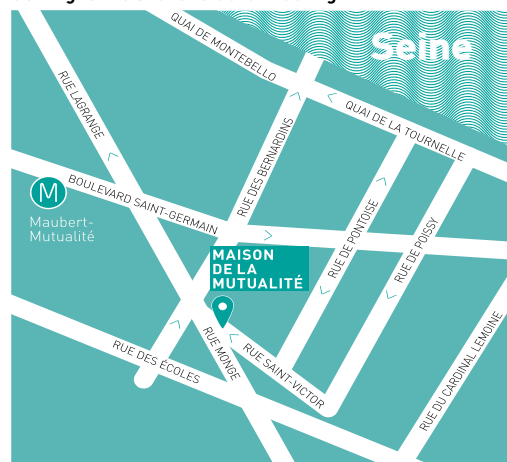 Seine
QUAI DE MONTEBELLO
QUAI DE LA TOURNELLE
RUE LAGRANGE
RUE DES BERNARDINS
M
BOULEVARD SAINT-GERMAIN
Maubert-
Mutualité
RUE DE PONTOISE
RUE DE POISSY
MAISON
DE LA
MUTUALITÉ
RUE DES ÉCOLES
RUE MONGE
RUE SAINT-VICTOR
RUE DU CARDINAL LEMOINE